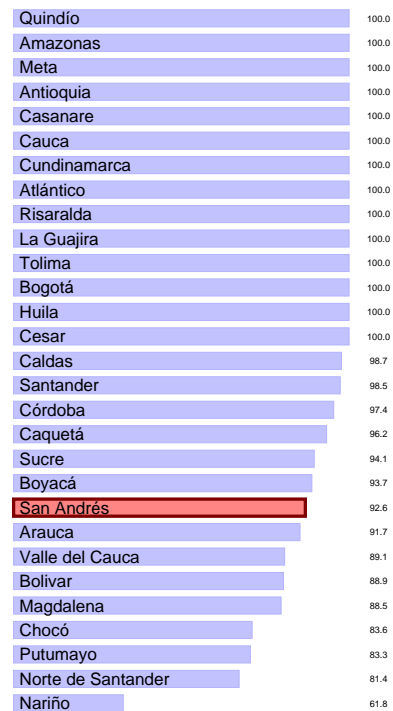 Quindío 100.0
Amazonas 100.0
Meta 100.0
Antioquia 100.0
Casanare 100.0
Cauca 100.0
Cundinamarca 100.0
Atlántico 100.0
Risaralda 100.0
La Guajira 100.0
Tolima 100.0
Bogotá 100.0
Huila 100.0
Cesar 100.0
Caldas 98.7
Santander 98.5
Córdoba 97.4
Caquetá 96.2
Sucre 94.1
Boyacá 93.7
San Andrés 92.6
Arauca 91.7
Valle del Cauca 89.1
Bolivar 88.9
Magdalena 88.5
Chocó 83.6
Putumayo 83.3
Norte de Santander 81.4
Nariño 61.8